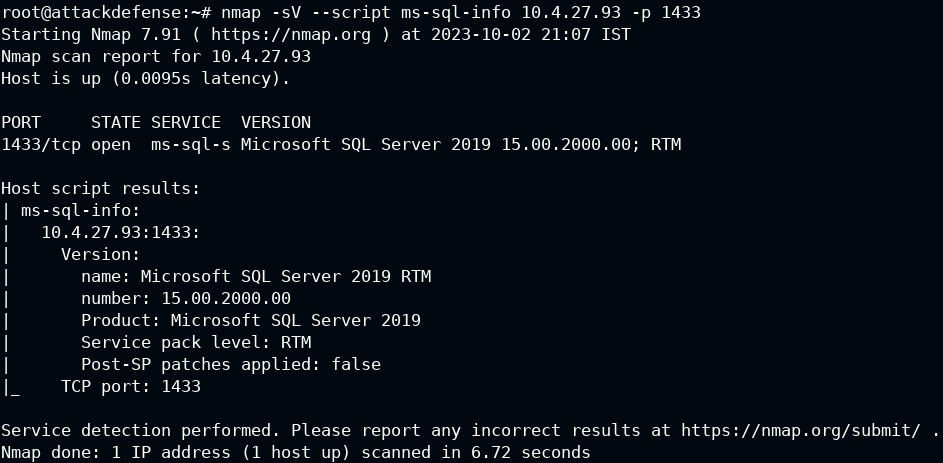 root@attackdefense:~# nmap -sV --script ms-sql-info 10.4.27.93 -p 1433
Starting Nmap 7.91 ( https://nmap.org ) at 2023-10-02 21:07 IST
Nmap scan report for 10.4.27.93
Host is up (0.0095s latency).

PORT     STATE SERVICE  VERSION
1433/tcp open  ms-sql-s Microsoft SQL Server 2019 15.00.2000.00; RTM

Host script results:
| ms-sql-info:
|   10.4.27.93:1433:
|     Version:
|       name: Microsoft SQL Server 2019 RTM
|       number: 15.00.2000.00
|       Product: Microsoft SQL Server 2019
|       Service pack level: RTM
|       Post-SP patches applied: false
|_    TCP port: 1433

Service detection performed. Please report any incorrect results at https://nmap.org/submit/ .
Nmap done: 1 IP address (1 host up) scanned in 6.72 seconds